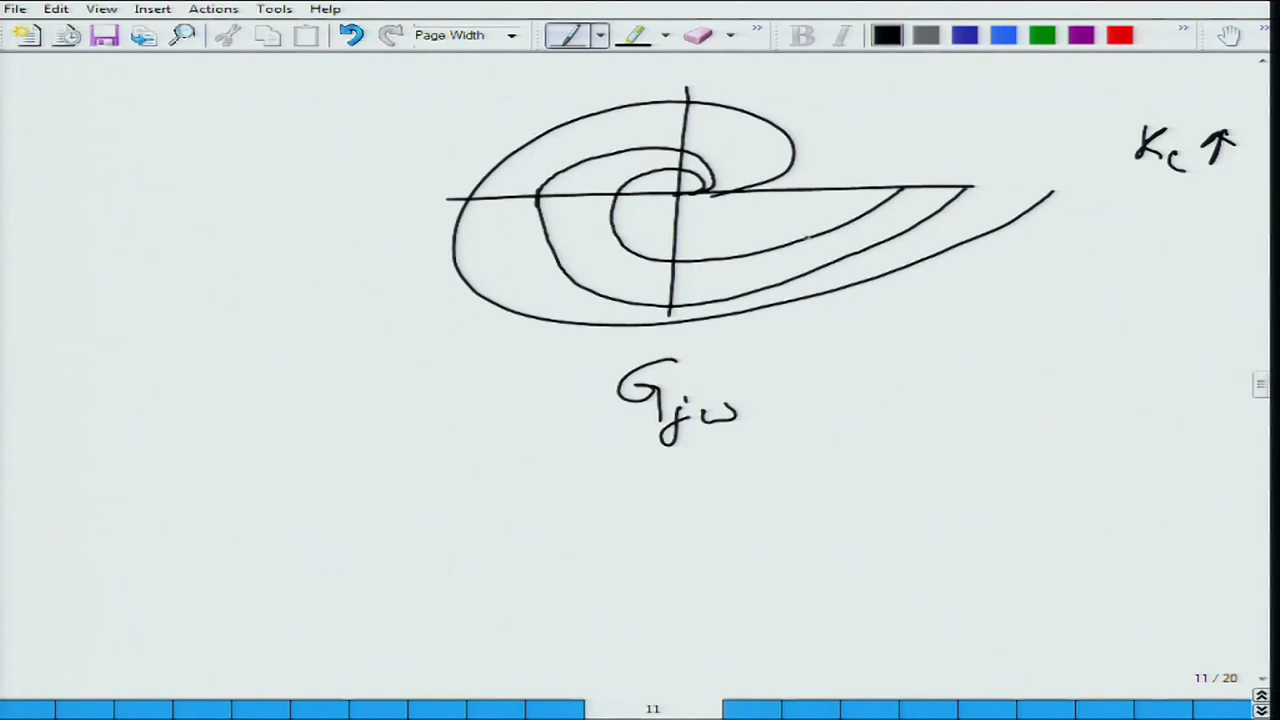 File Edit View Insert Actions Tools Help
Page Width
B I
Kc ↑
Gjω
11 / 20
11